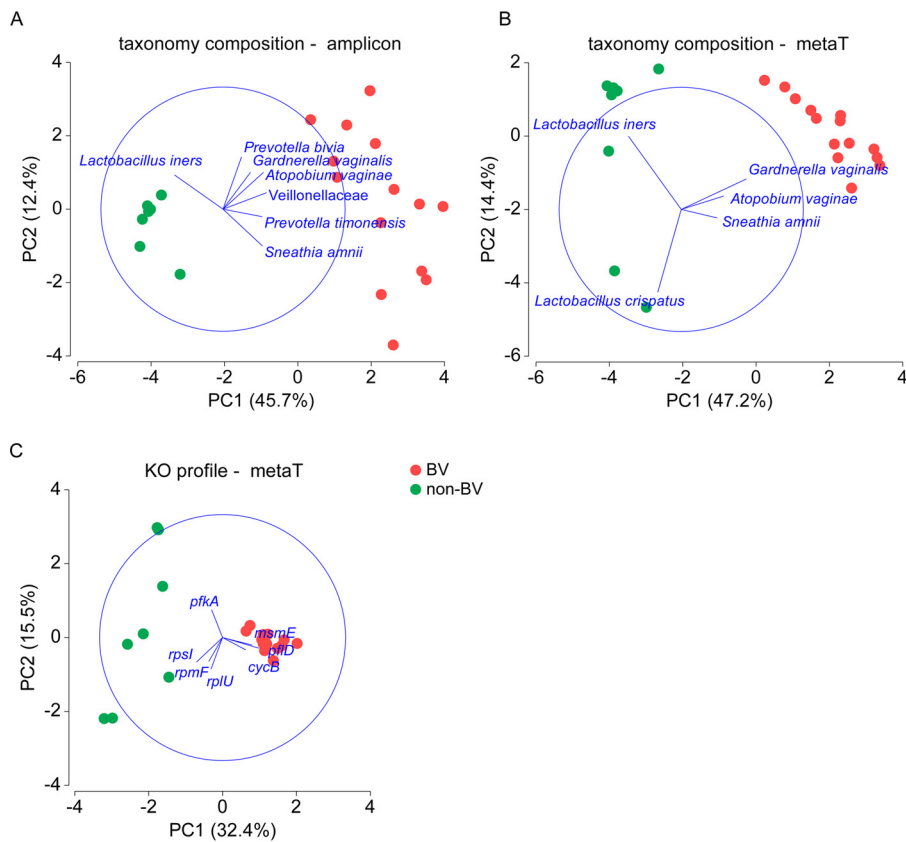 A
taxonomy composition - amplicon
4
2
0
-2
-4
PC2 (12.4%)
Lactobacillus iners
Prevotella bivia
Gardnerella vaginalis
Atopobium vaginae
Veillonellaceae
Prevotella timonensis
Sneathia amnii
-6 -4 -2 0 2 4
PC1 (45.7%)
B
taxonomy composition - metaT
2
0
-2
-4
-6
PC2 (14.4%)
Lactobacillus iners
Gardnerella vaginalis
Atopobium vaginae
Sneathia amnii
Lactobacillus crispatus
-6 -4 -2 0 2 4
PC1 (47.2%)
C
KO profile - metaT
BV
non-BV
4
2
0
-2
-4
PC2 (15.5%)
pfkA
msmE
pflD
cycB
rpsI
rpmF
rplU
-4 -2 0 2 4
PC1 (32.4%)